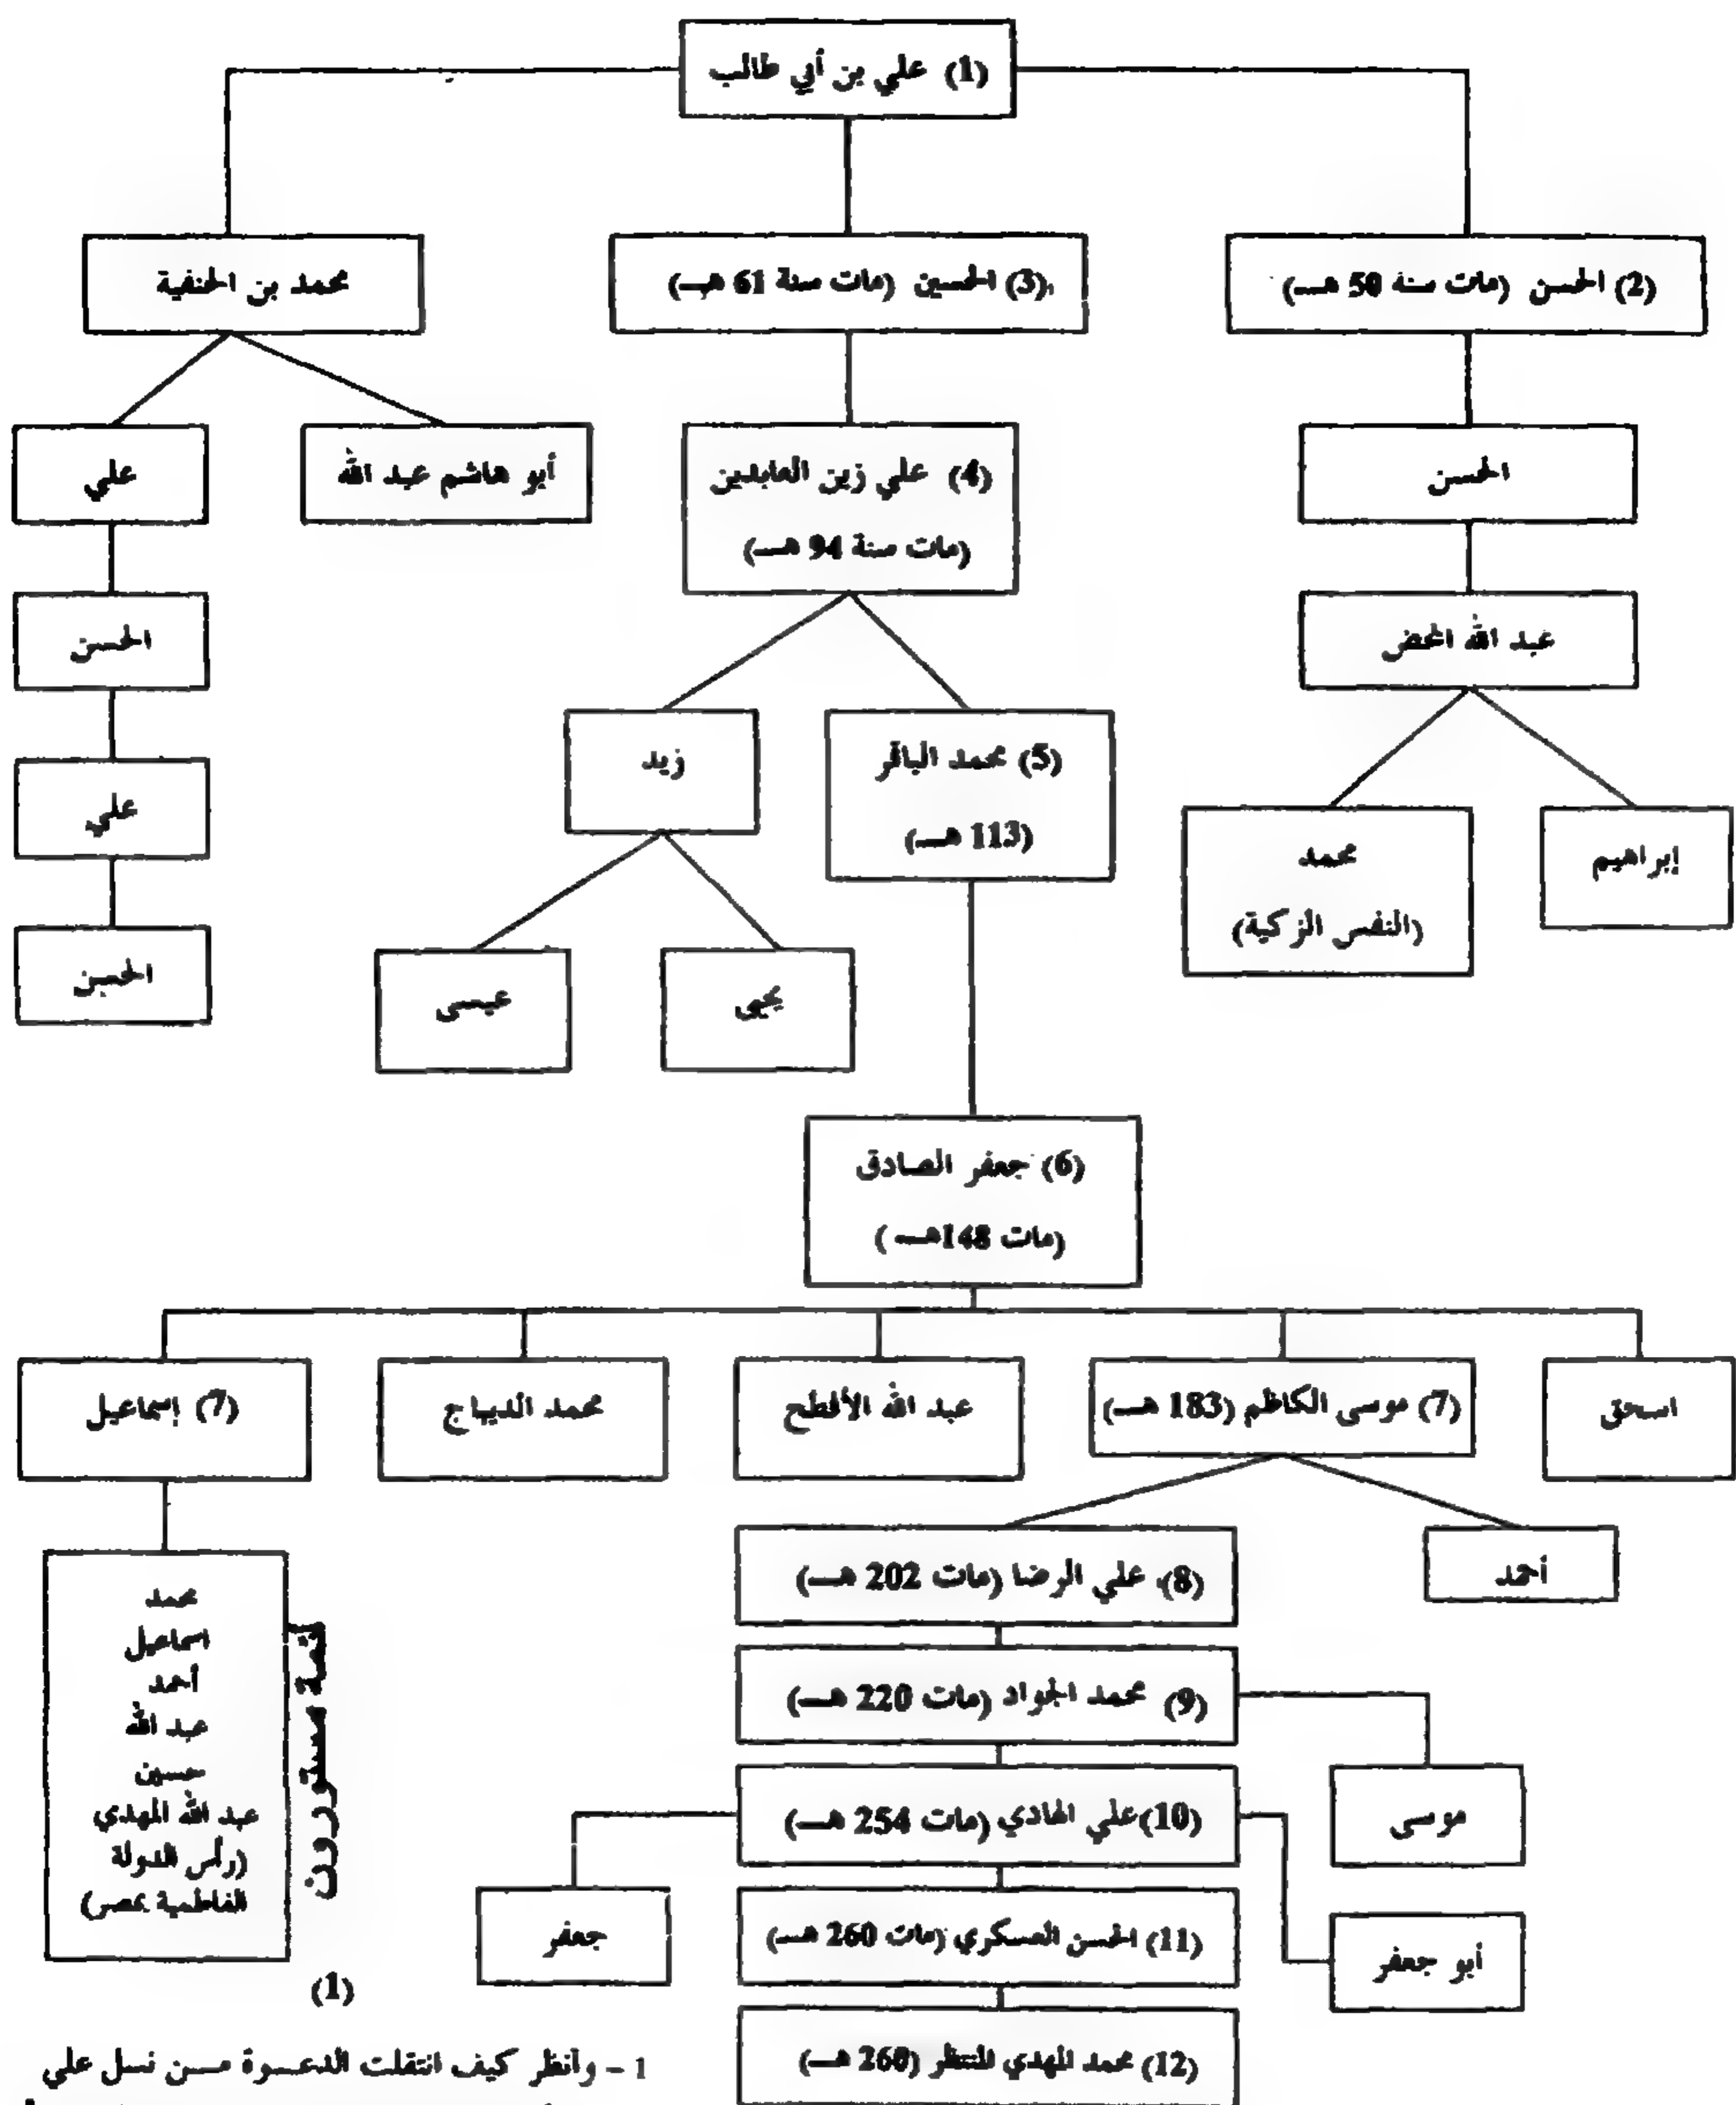 (1) علي بن أبي طالب
(2) الحسن (مات سنة 50 هـ)
(3) الحسين (مات سنة 61 هـ)
محمد بن الحنفية
الحسن
(4) علي زين العابدين
(مات سنة 94 هـ)
أبو هاشم عبد الله
علي
عبد الله المحض
الحسن
إبراهيم
محمد
(النفس الزكية)
(5) محمد الباقر
(113 هـ)
زيد
علي
يحيى
عيسى
الحسن
(6) جعفر الصادق
(مات 148هـ )
اسحق
(7) موسى الكاظم (183 هـ)
عبد الله الأفطح
محمد الديباج
(7) إسماعيل
أحمد
(8) علي الرضا (مات 202 هـ)
(9) محمد الجواد (مات 220 هـ)
موسى
(10)علي الهادي (مات 254 هـ)
أبو جعفر
جعفر
(11) الحسن العسكري (مات 260 هـ)
(12) محمد المهدي المنتظر (260 هـ)
محمد
اسماعيل
أحمد
عبد الله
حسين
عبد الله المهدي
(رأس الدولة
الفاطمية بمصر)
مستورون
(1)
1 – وانظر كيف انتقلت الدعوة من نسل علي